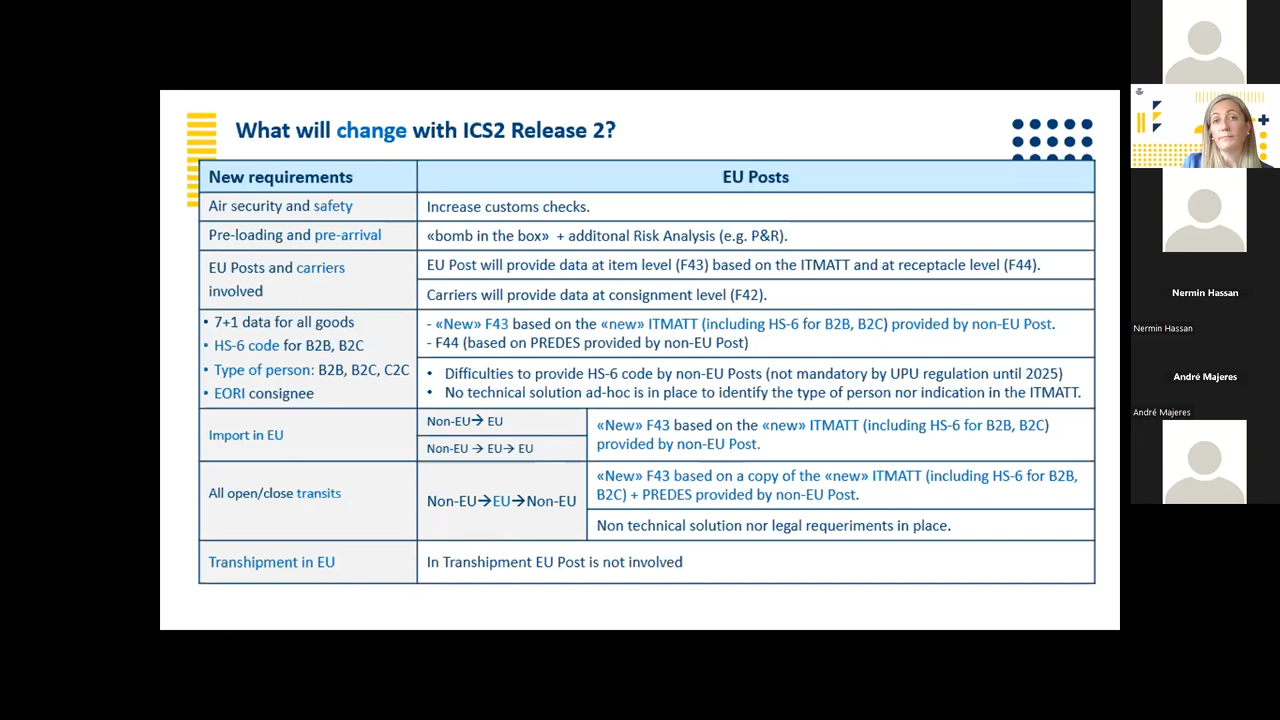 What will change with ICS2 Release 2?
New requirements
EU Posts
Air security and safety
Increase customs checks.
Pre-loading and pre-arrival
«bomb in the box» + additonal Risk Analysis (e.g. P&R).
EU Posts and carriers
involved
EU Post will provide data at item level (F43) based on the ITMATT and at receptacle level (F44).
Carriers will provide data at consignment level (F42).
• 7+1 data for all goods
• HS-6 code for B2B, B2C
• Type of person: B2B, B2C, C2C
• EORI consignee
- «New» F43 based on the «new» ITMATT (including HS-6 for B2B, B2C) provided by non-EU Post.
- F44 (based on PREDES provided by non-EU Post)
• Difficulties to provide HS-6 code by non-EU Posts (not mandatory by UPU regulation until 2025)
• No technical solution ad-hoc is in place to identify the type of person nor indication in the ITMATT.
Import in EU
Non-EU→ EU
Non-EU → EU→ EU
«New» F43 based on the «new» ITMATT (including HS-6 for B2B, B2C)
provided by non-EU Post.
All open/close transits
Non-EU→EU→Non-EU
«New» F43 based on a copy of the «new» ITMATT (including HS-6 for B2B,
B2C) + PREDES provided by non-EU Post.
Non technical solution nor legal requeriments in place.
Transhipment in EU
In Transhipment EU Post is not involved
Nermin Hassan
Nermin Hassan
André Majeres
André Majeres